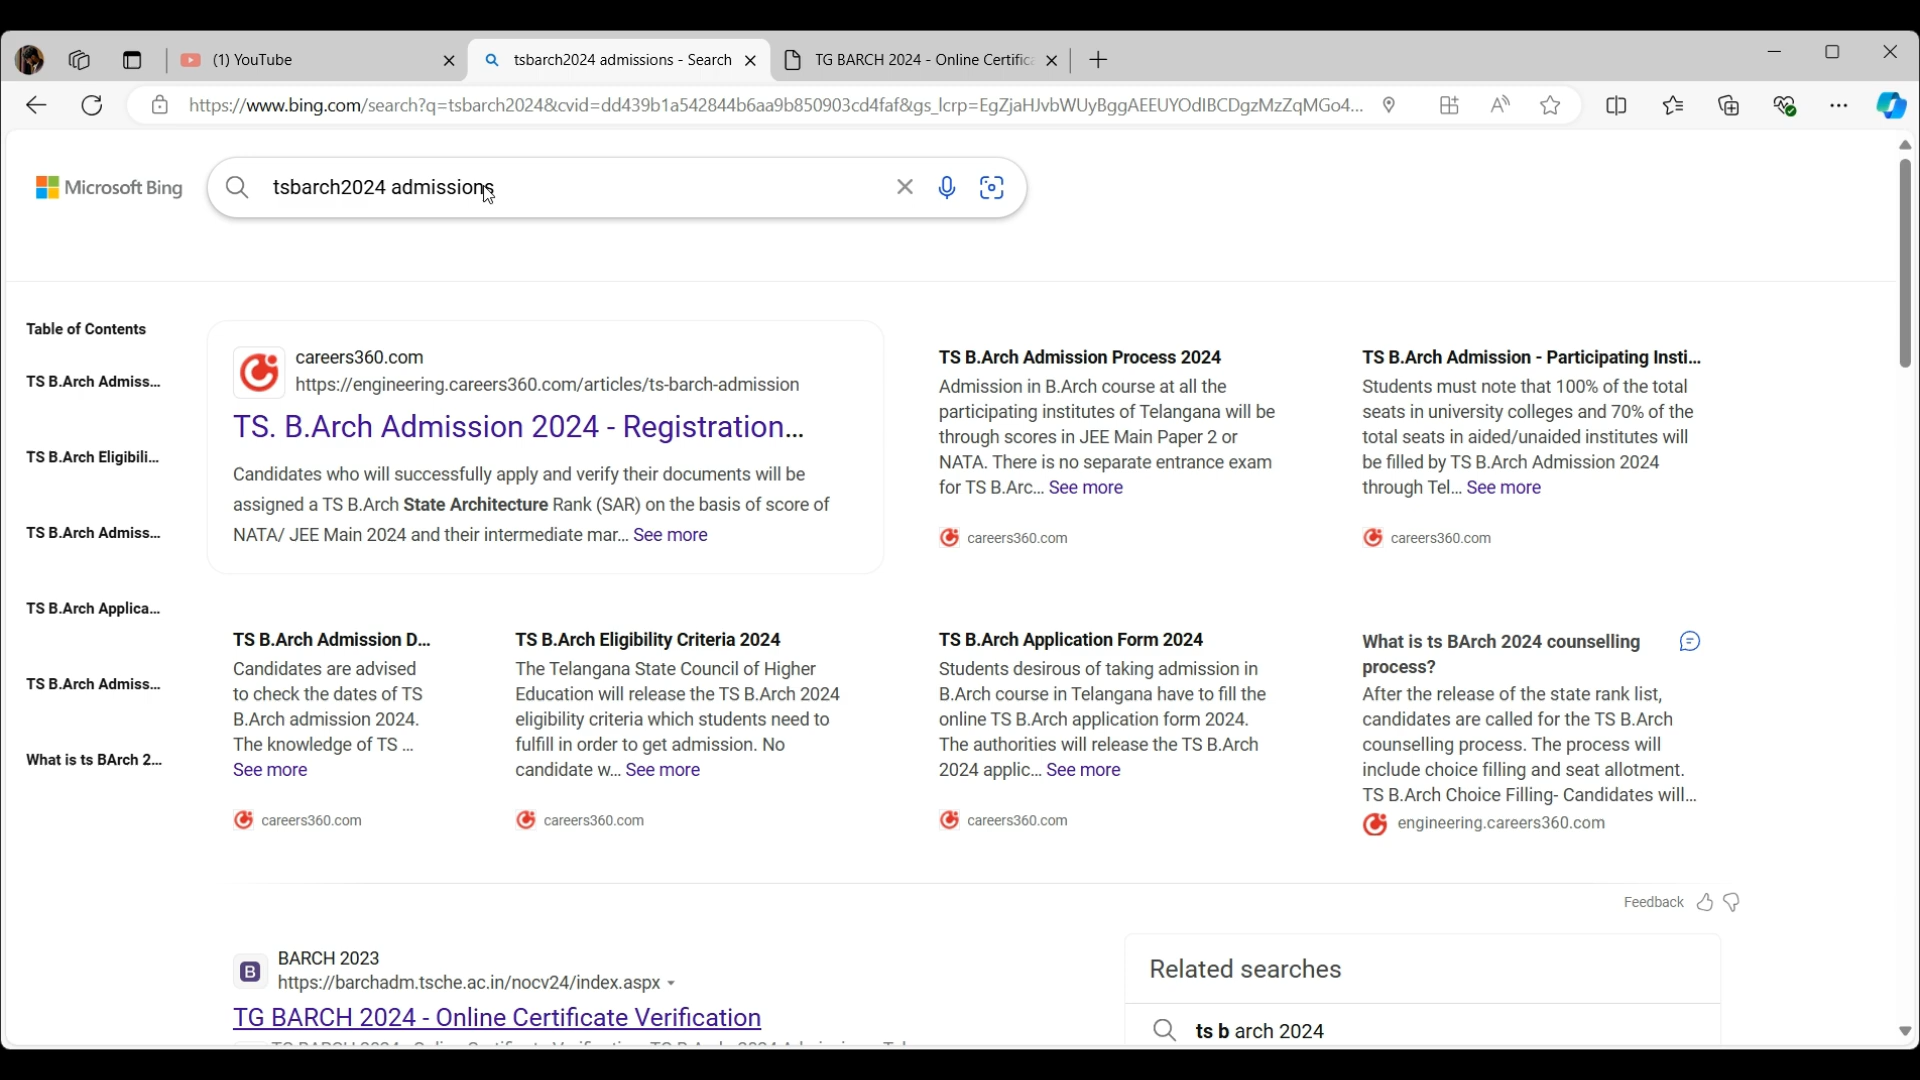 (1) YouTube
tsbarch2024 admissions - Search
TG BARCH 2024 - Online Certific
https://www.bing.com/search?q=tsbarch2024&cvid=dd439b1a542844b6aa9b850903cd4faf&gs_lcrp=EgZjaHJvbWUyBggAEEUYOdIBCDgzMzZqMGo4...
Microsoft Bing
tsbarch2024 admissions
Table of Contents
TS B.Arch Admiss...
TS B.Arch Eligibili...
TS B.Arch Admiss...
TS B.Arch Applica...
TS B.Arch Admiss...
What is ts BArch 2...
careers360.com
https://engineering.careers360.com/articles/ts-barch-admission
TS. B.Arch Admission 2024 - Registration...
Candidates who will successfully apply and verify their documents will be
assigned a TS B.Arch State Architecture Rank (SAR) on the basis of score of
NATA/ JEE Main 2024 and their intermediate mar... See more
TS B.Arch Admission Process 2024
Admission in B.Arch course at all the
participating institutes of Telangana will be
through scores in JEE Main Paper 2 or
NATA. There is no separate entrance exam
for TS B.Arc... See more
careers360.com
TS B.Arch Admission - Participating Insti...
Students must note that 100% of the total
seats in university colleges and 70% of the
total seats in aided/unaided institutes will
be filled by TS B.Arch Admission 2024
through Tel... See more
careers360.com
TS B.Arch Admission D...
Candidates are advised
to check the dates of TS
B.Arch admission 2024.
The knowledge of TS ...
See more
careers360.com
TS B.Arch Eligibility Criteria 2024
The Telangana State Council of Higher
Education will release the TS B.Arch 2024
eligibility criteria which students need to
fulfill in order to get admission. No
candidate w... See more
careers360.com
TS B.Arch Application Form 2024
Students desirous of taking admission in
B.Arch course in Telangana have to fill the
online TS B.Arch application form 2024.
The authorities will release the TS B.Arch
2024 applic... See more
careers360.com
What is ts BArch 2024 counselling
process?
After the release of the state rank list,
candidates are called for the TS B.Arch
counselling process. The process will
include choice filling and seat allotment.
TS B.Arch Choice Filling- Candidates will...
engineering.careers360.com
Feedback
B
BARCH 2023
https://barchadm.tsche.ac.in/nocv24/index.aspx
TG BARCH 2024 - Online Certificate Verification
Related searches
ts b arch 2024